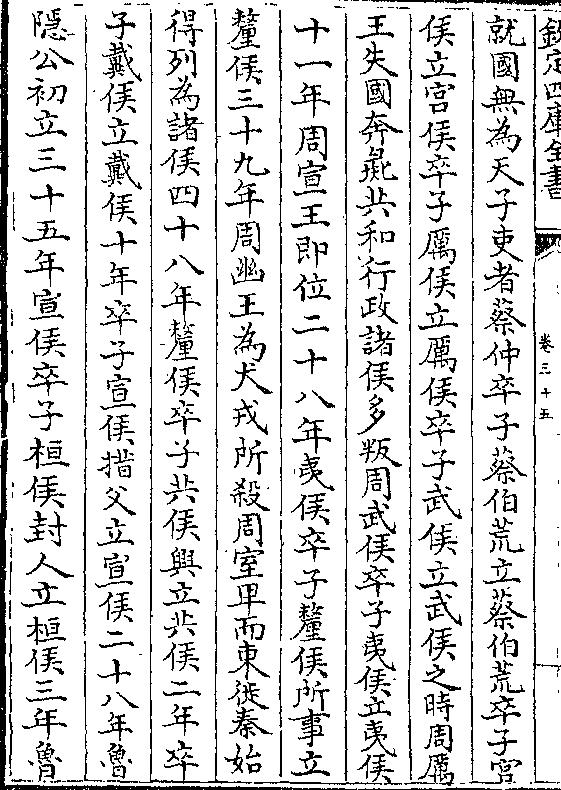 欽定四庫全書
卷三十五
就國無為天子吏者蔡仲卒子蔡伯荒立蔡伯荒卒子宮
侯立宮侯卒子厲侯立厲侯卒子武侯立武侯之時周厲
王失國奔彘共和行政諸侯多叛周武侯卒子夷侯立夷侯
十一年周宣王即位二十八年夷侯卒子釐侯所事立
釐侯三十九年周幽王為犬戎所殺周室卑而東徙秦始
得列為諸侯四十八年釐侯卒子共侯興立共侯二年卒
子戴侯立戴侯十年卒子宣侯措父立宣侯二十八年魯
隱公初立三十五年宣侯卒子桓侯封人立桓侯三年魯